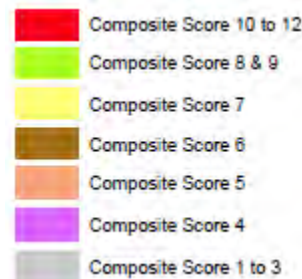 Composite Score 10 to 12
Composite Score 8 & 9
Composite Score 7
Composite Score 6
Composite Score 5
Composite Score 4
Composite Score 1 to 3